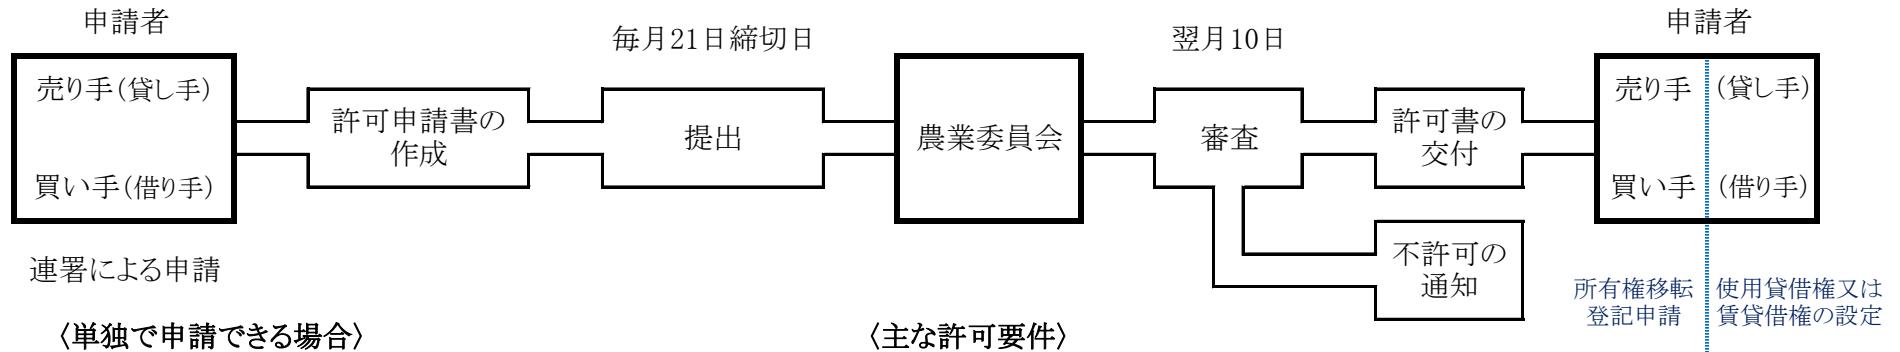 申請者
売り手(貸し手)
買い手(借り手)
連署による申請
許可申請書の
作成
毎月21日締切日
提出
農業委員会
翌月10日
審査
許可書の
交付
不許可の
通知
申請者
売り手 (貸し手)
買い手 (借り手)
所有権移転
登記申請
使用貸借権又は
賃貸借権の設定
〈単独で申請できる場合〉
〈主な許可要件〉